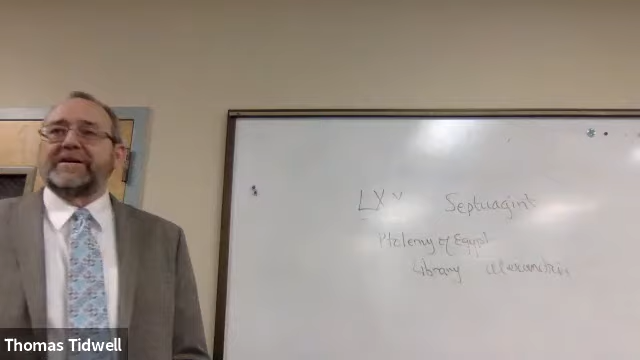 LXX Septuagint
Ptolemy of Egypt
Library Alexandria
Thomas Tidwell